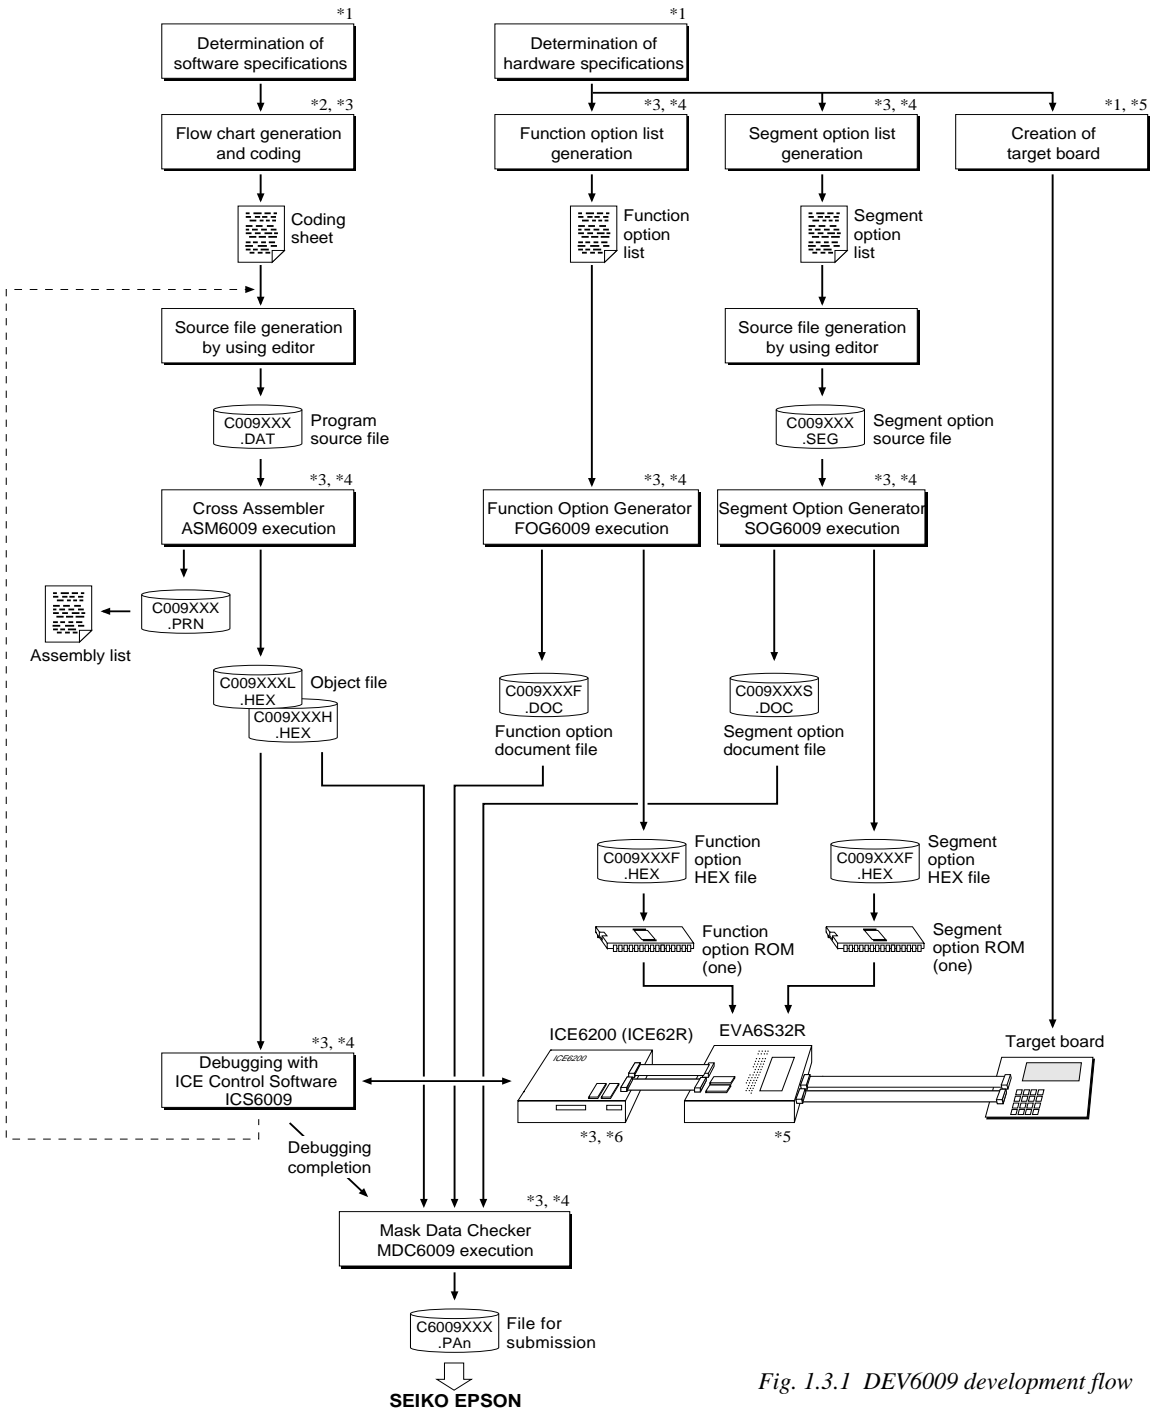 *1
Determination of
software specifications
*1
Determination of
hardware specifications
*2, *3
Flow chart generation
and coding
*3, *4
Function option list
generation
*3, *4
Segment option list
generation
*1, *5
Creation of
target board
Coding
sheet
Function
option
list
Segment
option
list
Source file generation
by using editor
Source file generation
by using editor
C009XXX
.DAT
Program
source file
C009XXX
.SEG
Segment option
source file
*3, *4
Cross Assembler
ASM6009 execution
*3, *4
Function Option Generator
FOG6009 execution
*3, *4
Segment Option Generator
SOG6009 execution
C009XXX
.PRN
Assembly list
C009XXXL
.HEX
Object file
C009XXXH
.HEX
C009XXXF
.DOC
Function option
document file
C009XXXS
.DOC
Segment option
document file
C009XXXF
.HEX
Function
option
HEX file
C009XXXF
.HEX
Segment
option
HEX file
Function
option ROM
(one)
Segment
option ROM
(one)
*3, *4
Debugging with
ICE Control Software
ICS6009
ICE6200 (ICE62R)
ICE6200
*3, *6
EVA6S32R
*5
Target board
Debugging
completion
*3, *4
Mask Data Checker
MDC6009 execution
C6009XXX
.PAn
File for
submission
SEIKO EPSON
Fig. 1.3.1 DEV6009 development flow